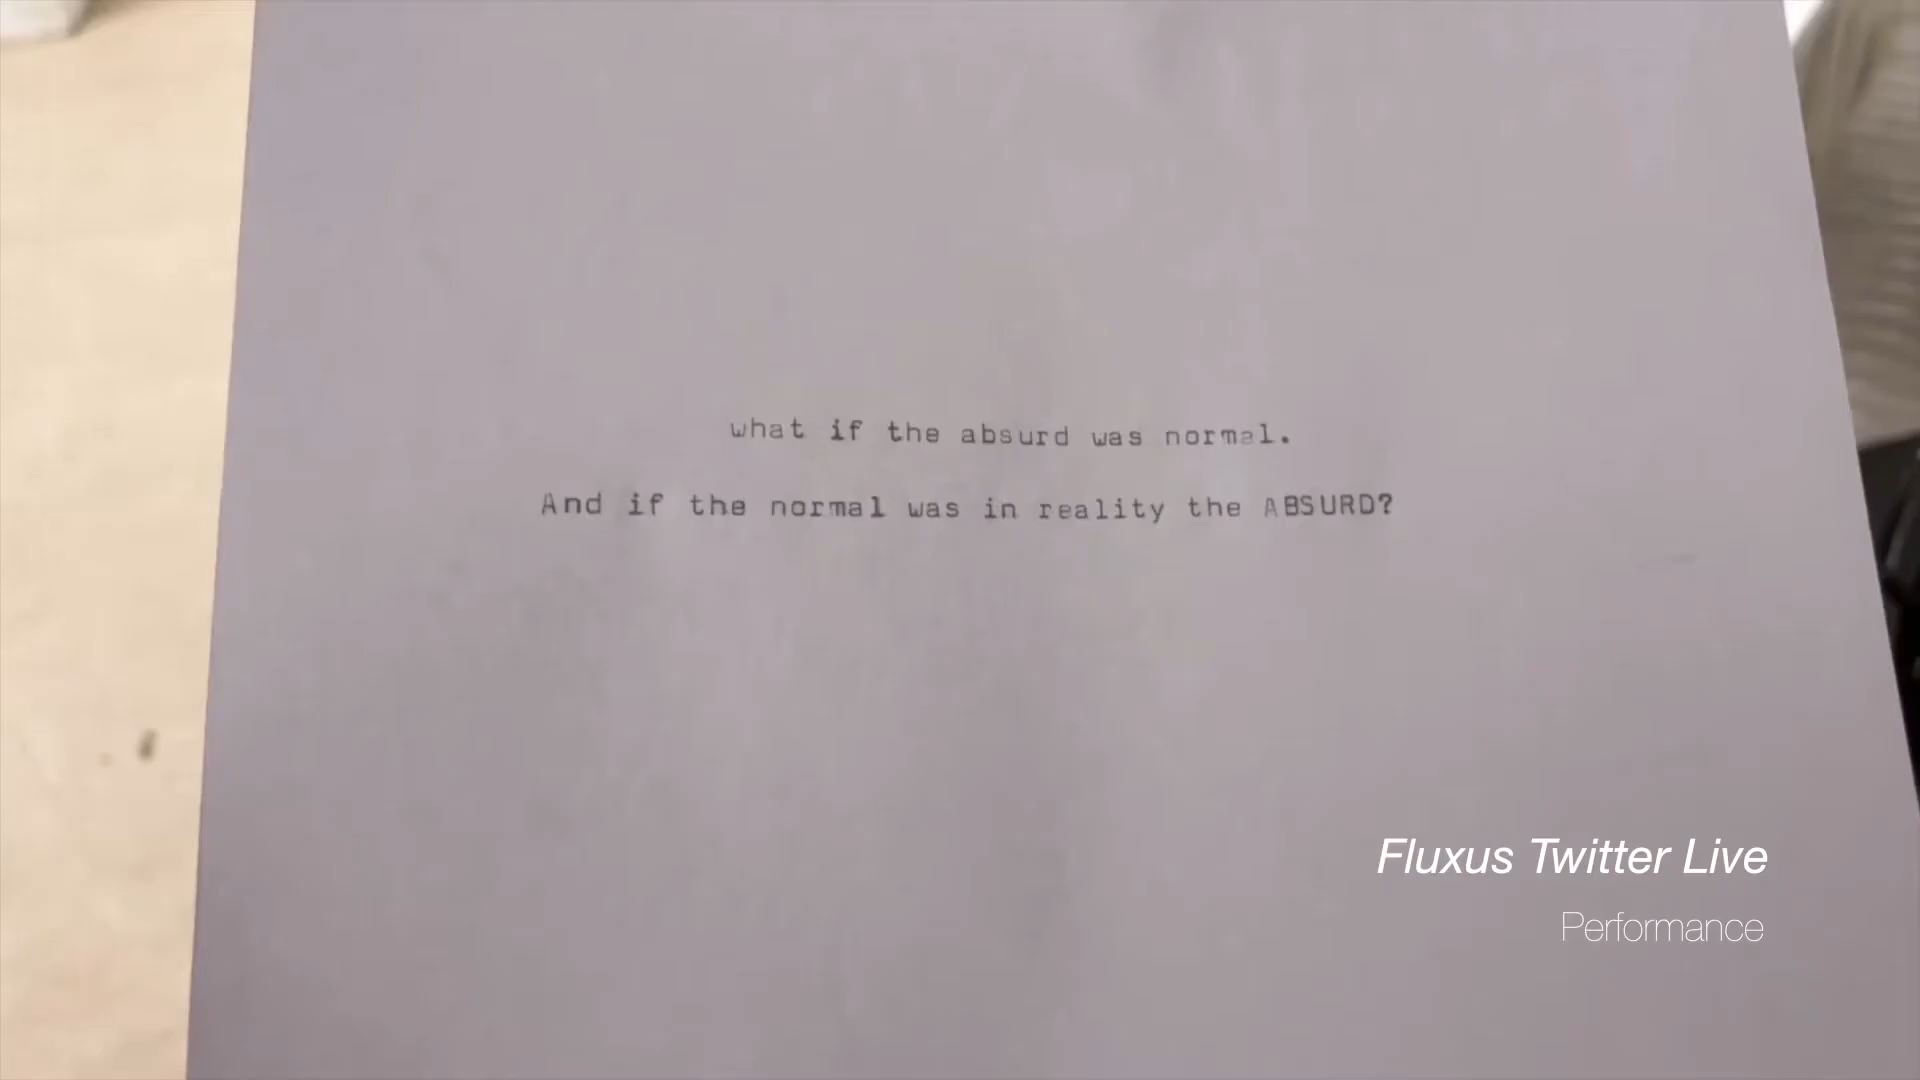 what if the absurd was normal.
And if the normal was in reality the ABSURD?
Fluxus Twitter Live
Performance